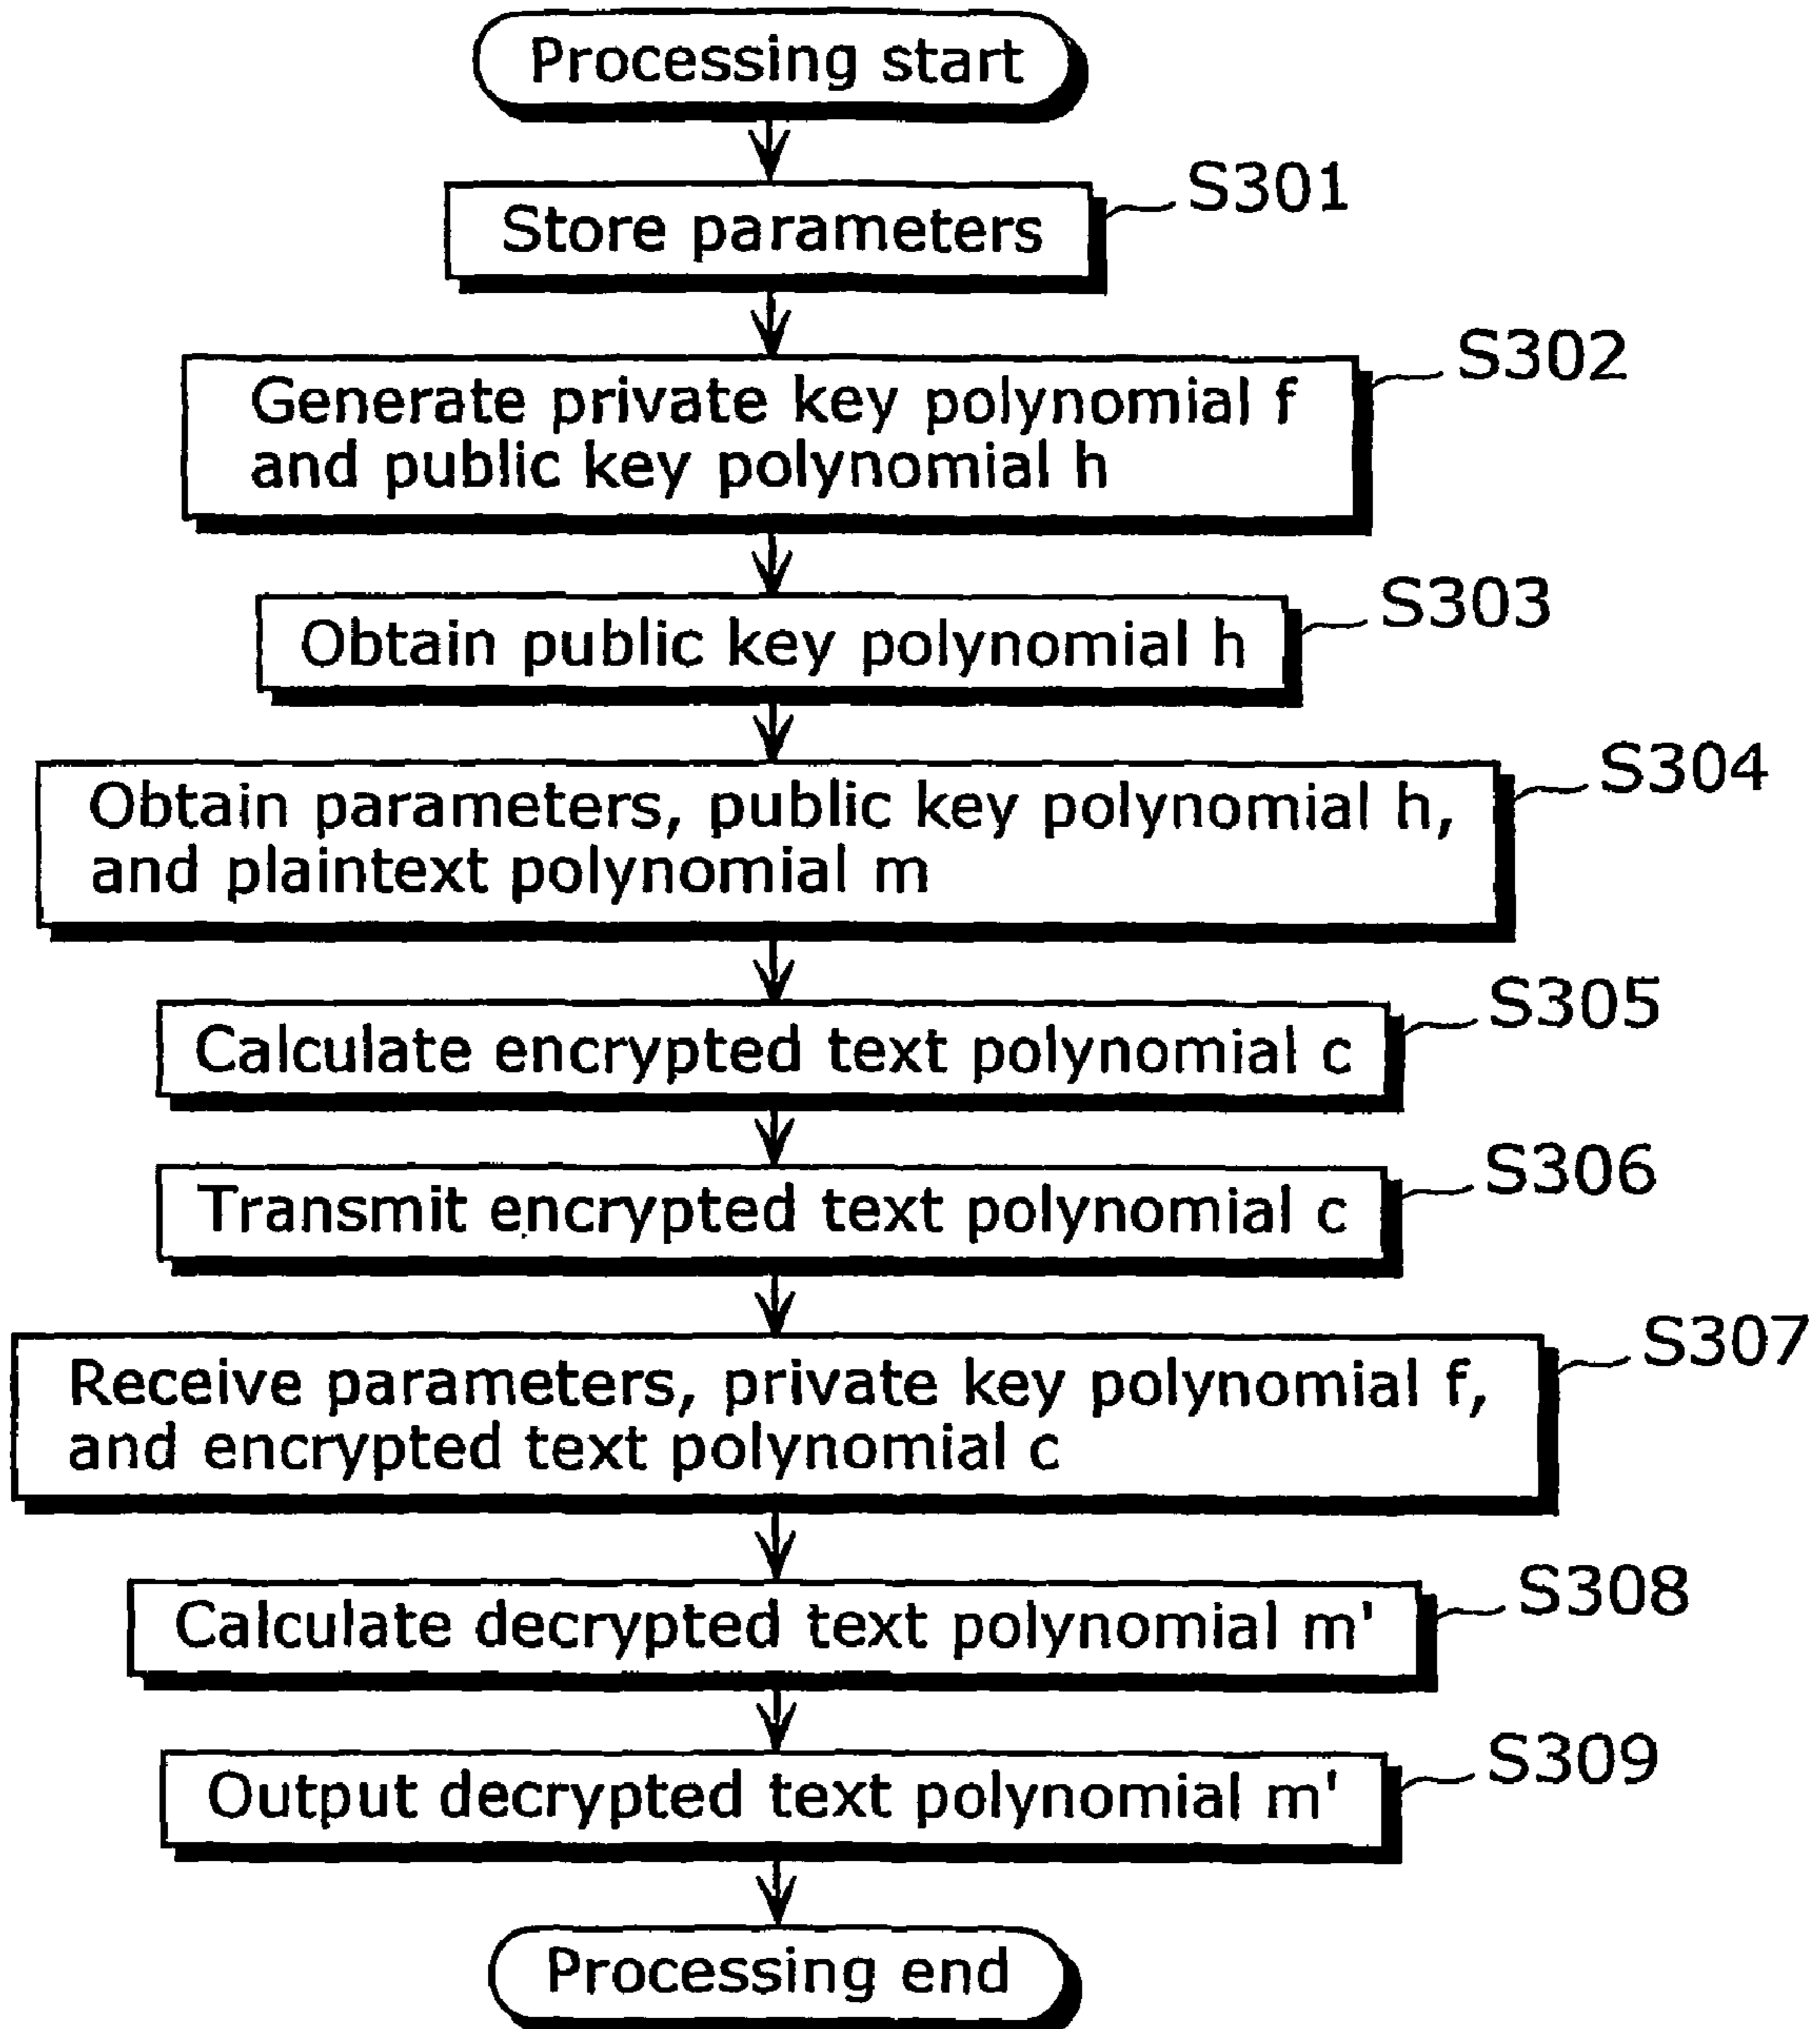 Processing start
Store parameters
S301
Generate private key polynomial f
and public key polynomial h
S302
Obtain public key polynomial h
S303
Obtain parameters, public key polynomial h,
and plaintext polynomial m
S304
Calculate encrypted text polynomial c
S305
Transmit encrypted text polynomial c
S306
Receive parameters, private key polynomial f,
and encrypted text polynomial c
S307
Calculate decrypted text polynomial m'
S308
Output decrypted text polynomial m'
S309
Processing end